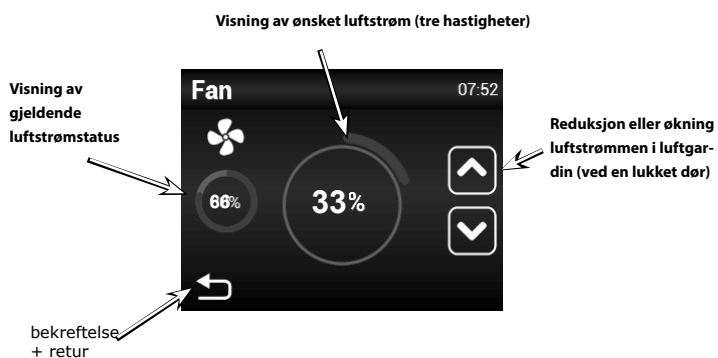 Visning av ønsket luftstrøm (tre hastigheter)
Visning av
gjeldende
luftstrømstatus
Fan
07:52
66%
33%
Reduksjon eller økning
luftstrømmen i luftgar-
din (ved en lukket dør)
bekreftelse
+ retur